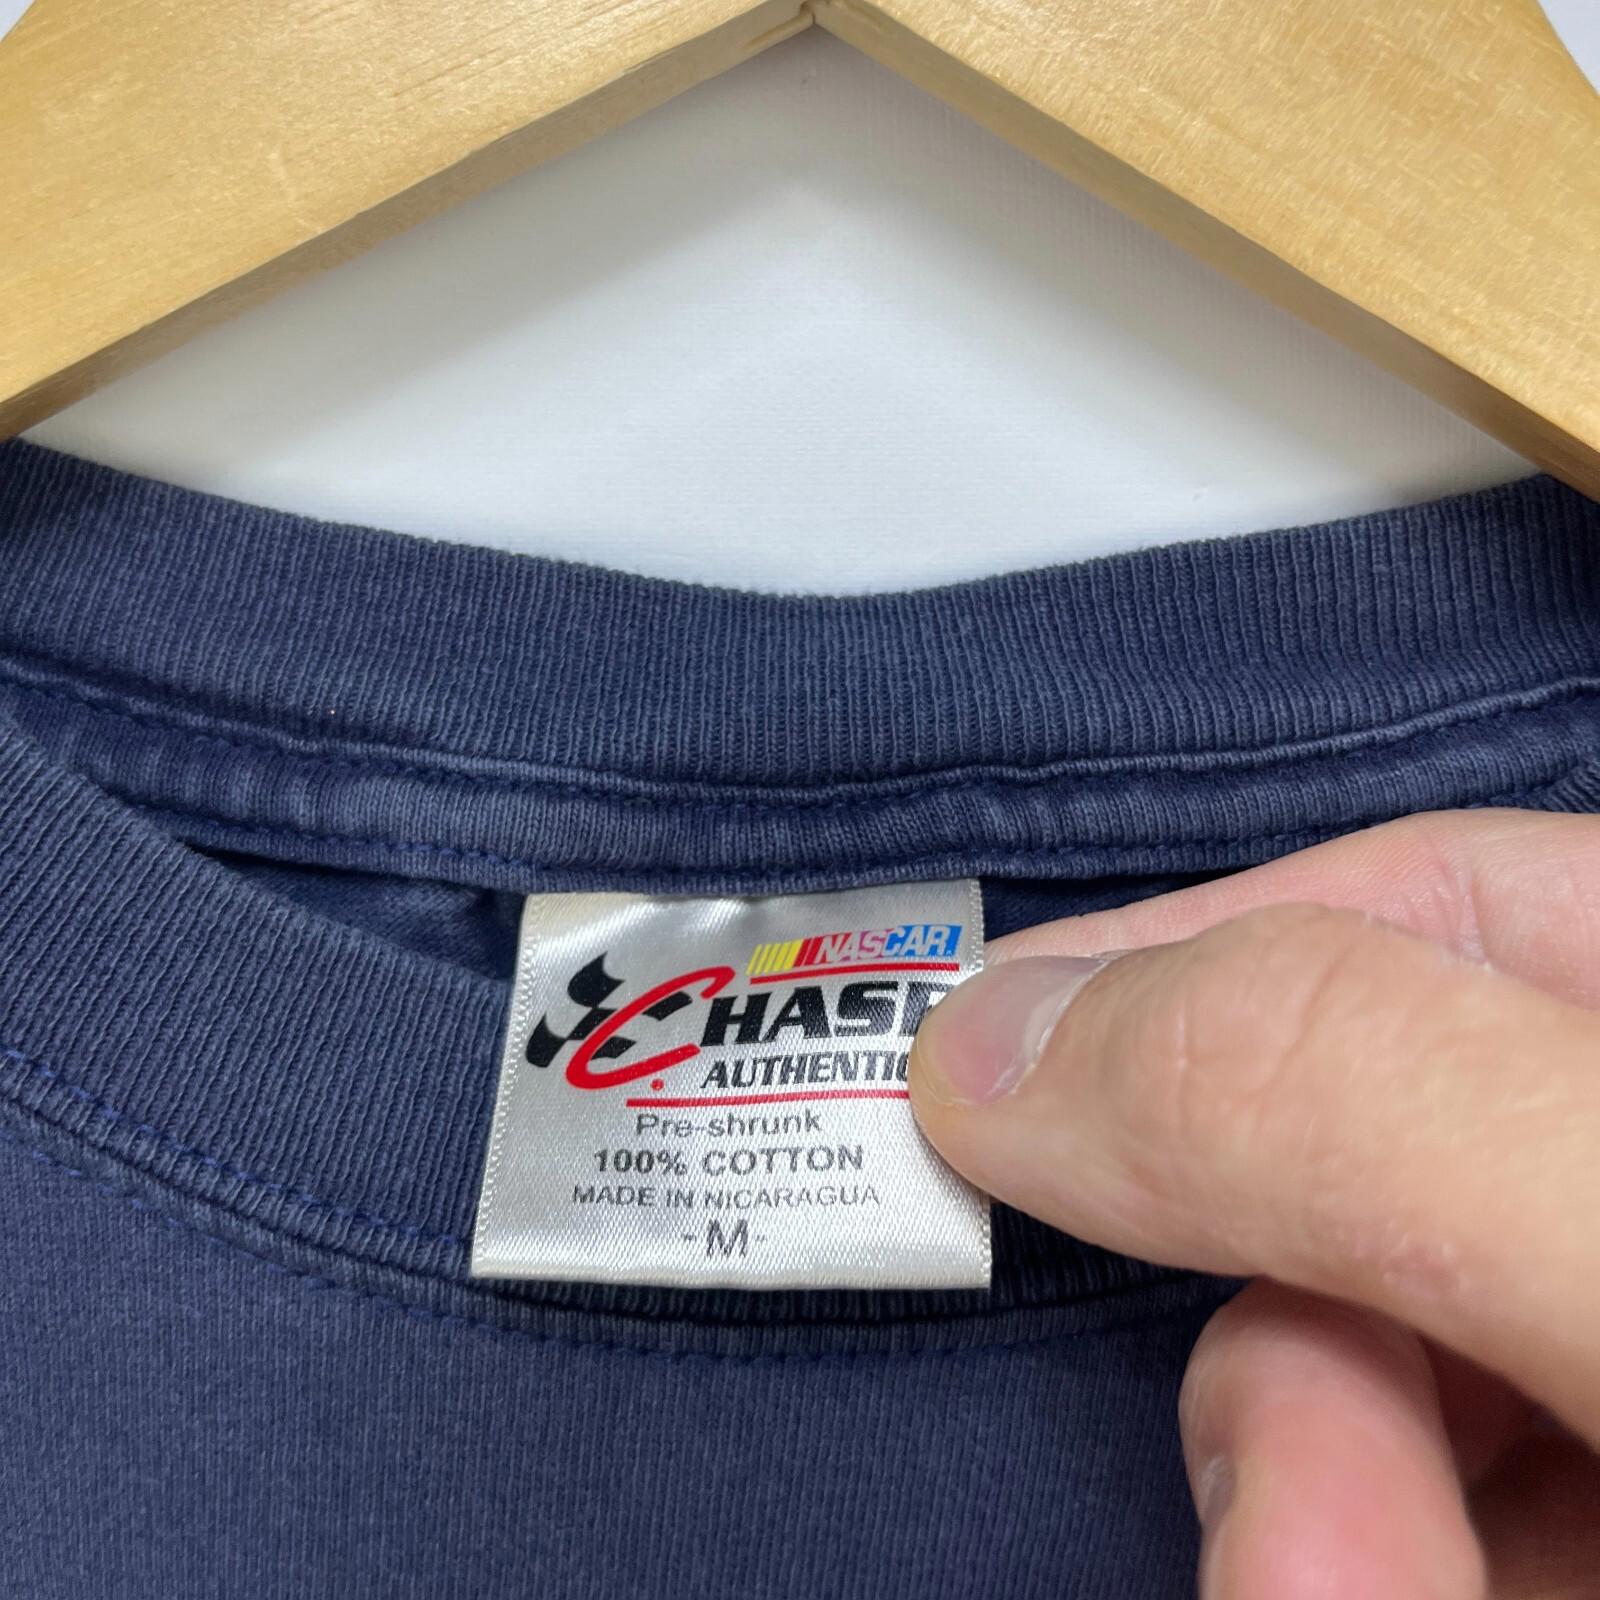 NASCAR
CHASE
AUTHENTIC
Pre-shrunk
100% COTTON
MADE IN NICARAGUA
-M-